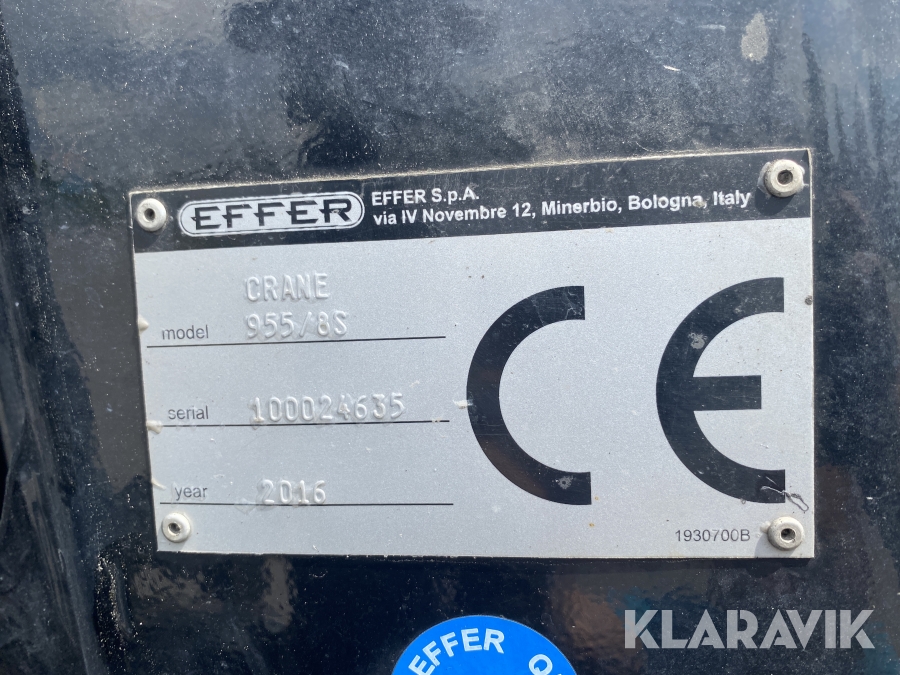 EFFER
EFFER S.p.A.
via IV Novembre 12, Minerbio, Bologna, Italy
CRANE
model 955/8S
serial 100024635
year 2016
CE
1930700B
EFFER
KLARAVIK